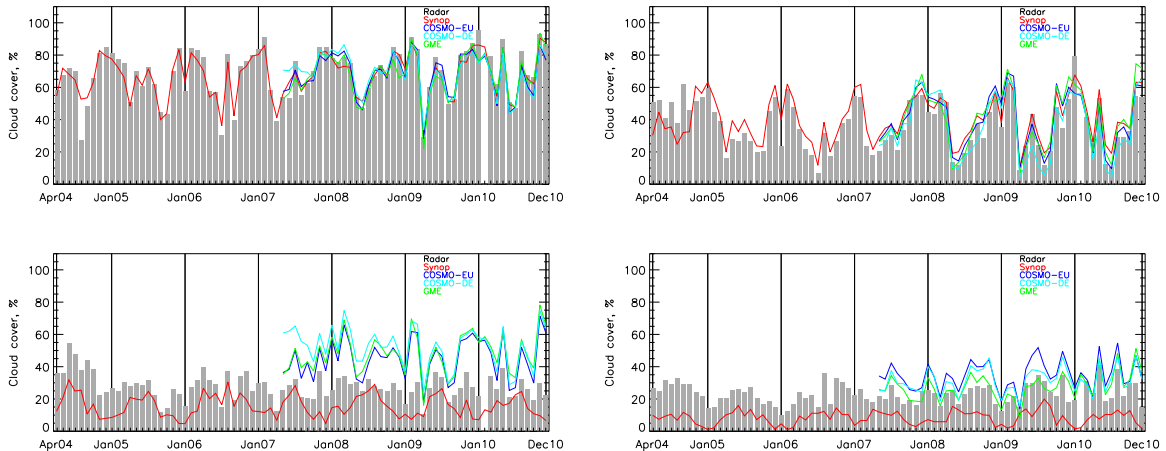 100
80
60
40
20
0
Cloud cover, %
Radar
Synop
COSMO-EU
COSMO-DE
GME
Apr04 Jan05 Jan06 Jan07 Jan08 Jan09 Jan10 Dec10
100
80
60
40
20
0
Cloud cover, %
Radar
Synop
COSMO-EU
COSMO-DE
GME
Apr04 Jan05 Jan06 Jan07 Jan08 Jan09 Jan10 Dec10
100
80
60
40
20
0
Cloud cover, %
Radar
Synop
COSMO-EU
COSMO-DE
GME
Apr04 Jan05 Jan06 Jan07 Jan08 Jan09 Jan10 Dec10
100
80
60
40
20
0
Cloud cover, %
Radar
Synop
COSMO-EU
COSMO-DE
GME
Apr04 Jan05 Jan06 Jan07 Jan08 Jan09 Jan10 Dec10